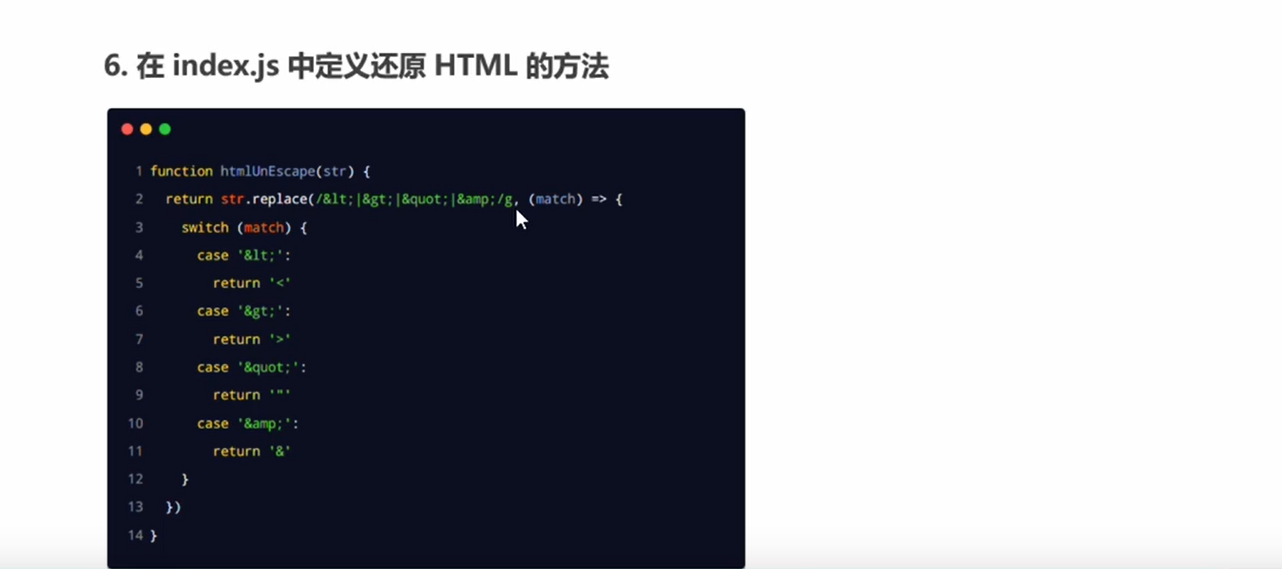 6. 在 index.js 中定义还原 HTML 的方法
1 function htmlUnEscape(str) {
2 return str.replace(/&lt;|&gt;|&quot;|&amp;/g, (match) => {
3 switch (match) {
4 case '&lt;':
5 return '<'
6 case '&gt;':
7 return '>'
8 case '&quot;':
9 return '"'
10 case '&amp;':
11 return '&'
12 }
13 })
14 }